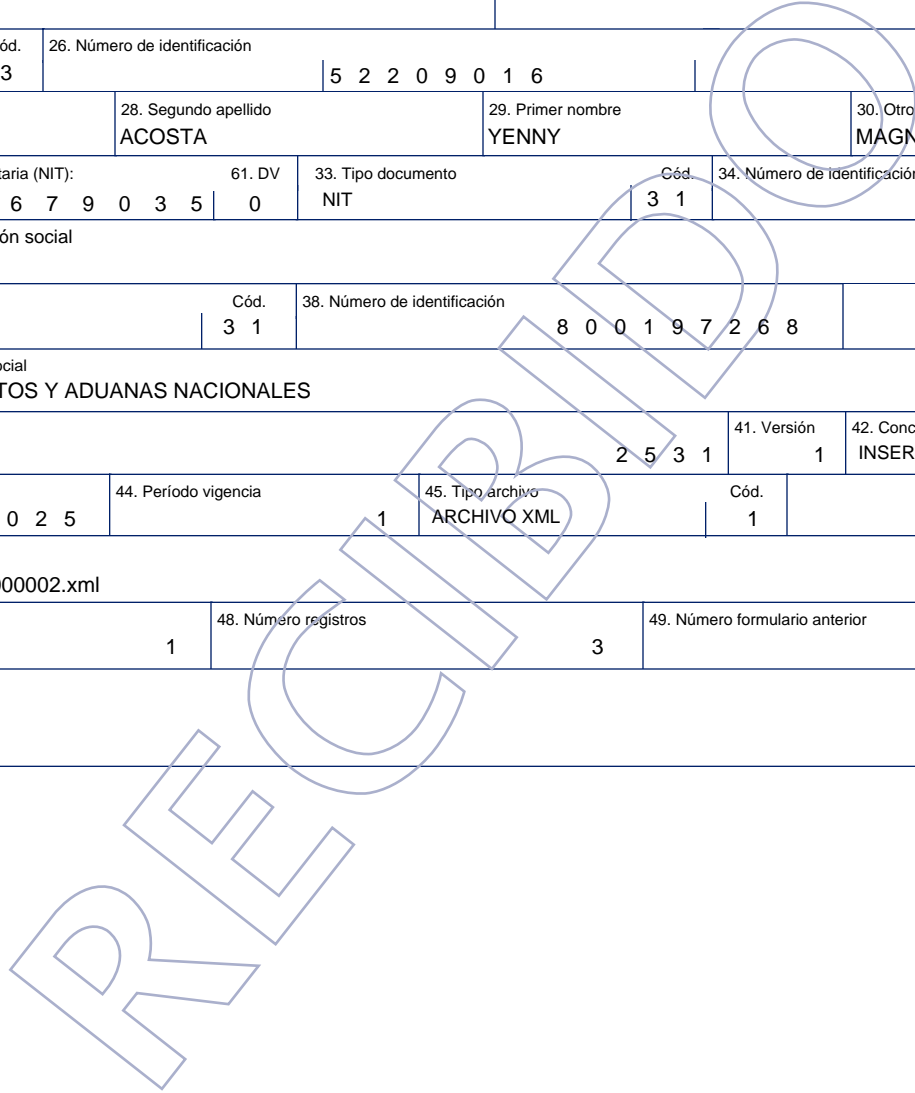 ód. 26. Número de identificación
3 5 2 2 0 9 0 1 6
28. Segundo apellido 29. Primer nombre 30. Otro
ACOSTA YENNY MAGN
taria (NIT): 61. DV 33. Tipo documento Cód. 34. Número de identificación
6 7 9 0 3 5 0 NIT 3 1
ón social
Cód. 38. Número de identificación
3 1 8 0 0 1 9 7 2 6 8
ocial
TOS Y ADUANAS NACIONALES
41. Versión 42. Conc
2 5 3 1 1 INSER
44. Período vigencia 45. Tipo archivo Cód.
0 2 5 1 ARCHIVO XML 1
000002.xml
48. Número registros 49. Número formulario anterior
1 3
RECIBIDO